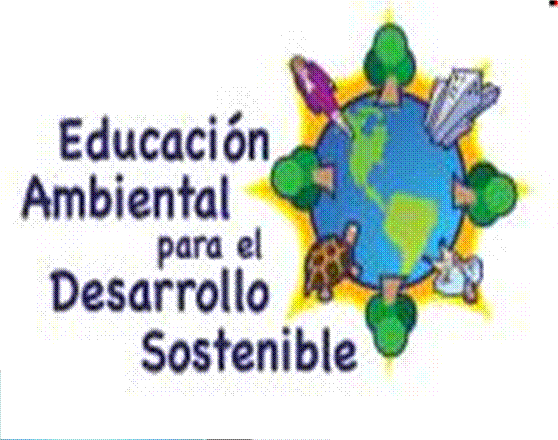 Educación
Ambiental
para el
Desarrollo
Sostenible